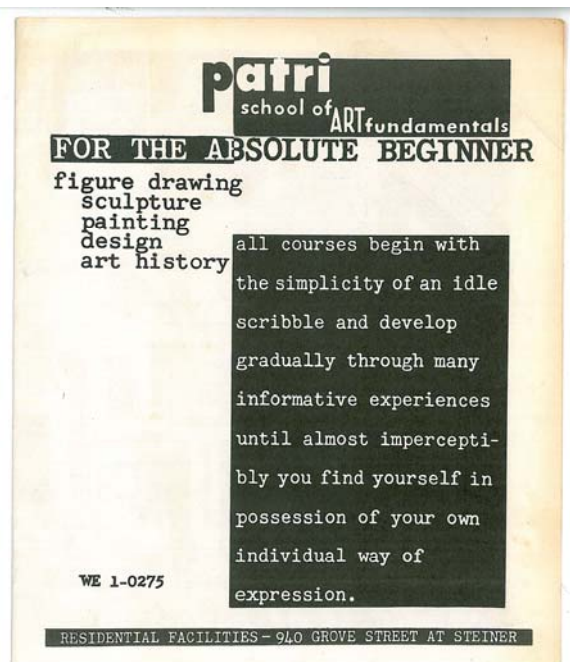 patri
school of ART fundamentals
FOR THE ABSOLUTE BEGINNER
figure drawing
sculpture
painting
design
art history
all courses begin with
the simplicity of an idle
scribble and develop
gradually through many
informative experiences
until almost impercepti-
bly you find yourself in
possession of your own
individual way of
expression.
WE 1-0275
RESIDENTIAL FACILITIES - 940 GROVE STREET AT STEINER